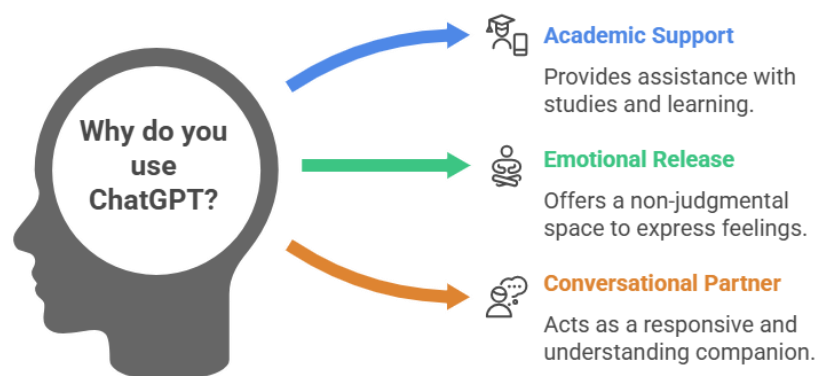 Why do you
use
ChatGPT?
Academic Support
Provides assistance with
studies and learning.
Emotional Release
Offers a non-judgmental
space to express feelings.
Conversational Partner
Acts as a responsive and
understanding companion.